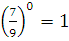 (7/9)⁰ = 1